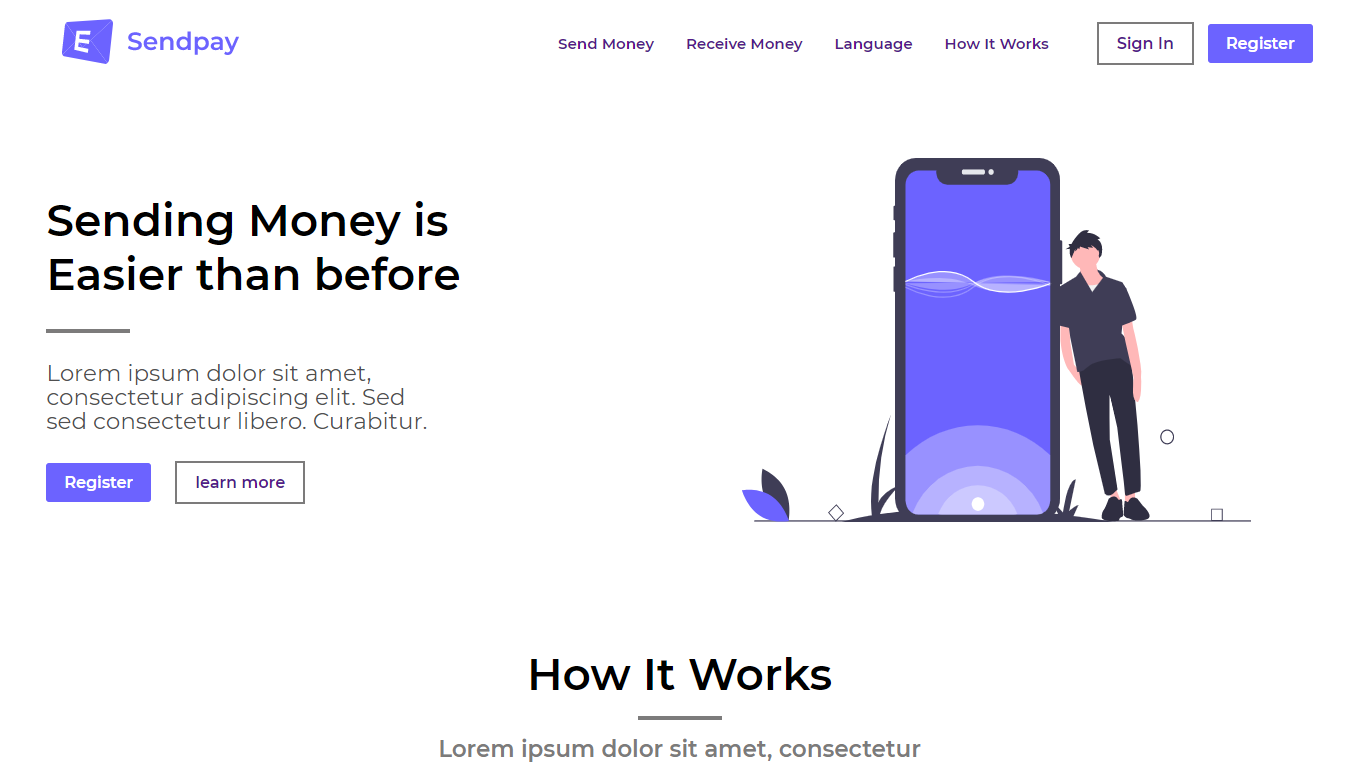 E Sendpay
Send Money Receive Money Language How It Works Sign In Register
Sending Money is
Easier than before
Lorem ipsum dolor sit amet,
consectetur adipiscing elit. Sed
sed consectetur libero. Curabitur.
Register learn more
How It Works
Lorem ipsum dolor sit amet, consectetur